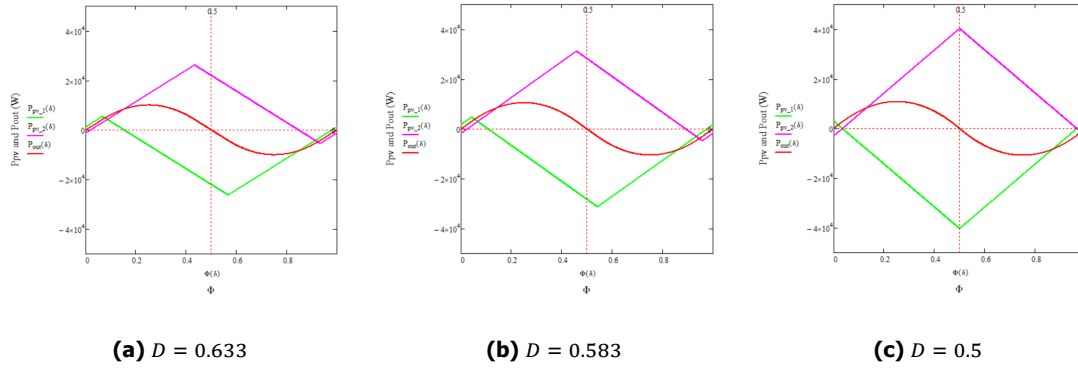 0.5
4×10⁴
2×10⁴
0
−2×10⁴
−4×10⁴
Ppv and Pout (W)
Ppv_1(δ)
Ppv_2(δ)
Pout(δ)
0 0.2 0.4 0.6 0.8
Φ(δ)
Φ
(a) D = 0.633
0.5
4×10⁴
2×10⁴
0
−2×10⁴
−4×10⁴
Ppv and Pout (W)
Ppv_1(δ)
Ppv_2(δ)
Pout(δ)
0 0.2 0.4 0.6 0.8
Φ(δ)
Φ
(b) D = 0.583
0.5
4×10⁴
2×10⁴
0
−2×10⁴
−4×10⁴
Ppv and Pout (W)
Ppv_1(δ)
Ppv_2(δ)
Pout(δ)
0 0.2 0.4 0.6 0.8
Φ(δ)
Φ
(c) D = 0.5